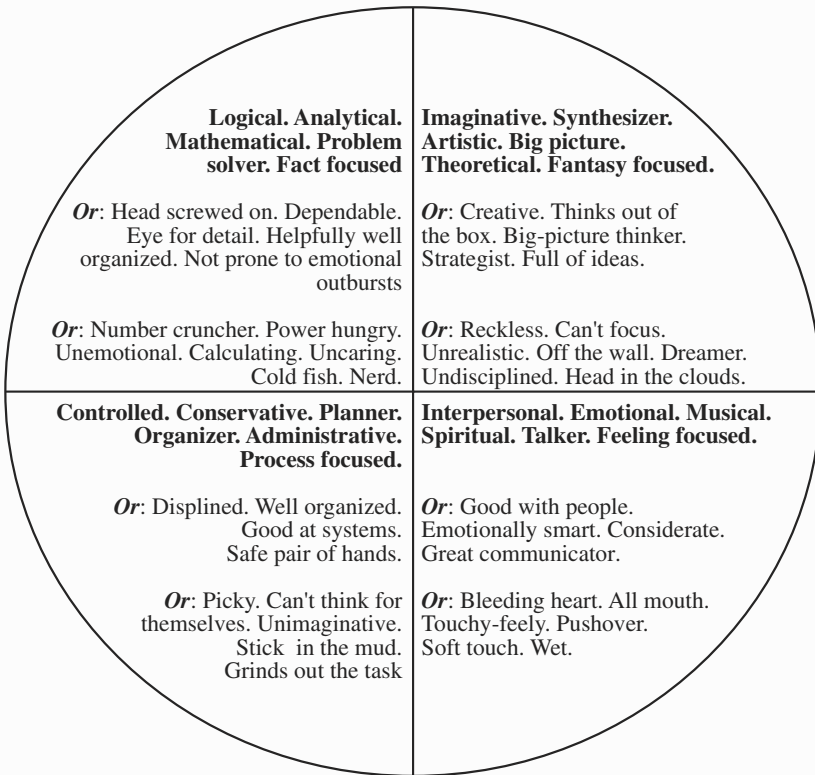 Logical. Analytical.
Mathematical. Problem
solver. Fact focused
Or: Head screwed on. Dependable.
Eye for detail. Helpfully well
organized. Not prone to emotional
outbursts
Or: Number cruncher. Power hungry.
Unemotional. Calculating. Uncaring.
Cold fish. Nerd.
Imaginative. Synthesizer.
Artistic. Big picture.
Theoretical. Fantasy focused.
Or: Creative. Thinks out of
the box. Big-picture thinker.
Strategist. Full of ideas.
Or: Reckless. Can't focus.
Unrealistic. Off the wall. Dreamer.
Undisciplined. Head in the clouds.
Controlled. Conservative. Planner.
Organizer. Administrative.
Process focused.
Or: Displined. Well organized.
Good at systems.
Safe pair of hands.
Or: Picky. Can't think for
themselves. Unimaginative.
Stick in the mud.
Grinds out the task
Interpersonal. Emotional. Musical.
Spiritual. Talker. Feeling focused.
Or: Good with people.
Emotionally smart. Considerate.
Great communicator.
Or: Bleeding heart. All mouth.
Touchy-feely. Pushover.
Soft touch. Wet.